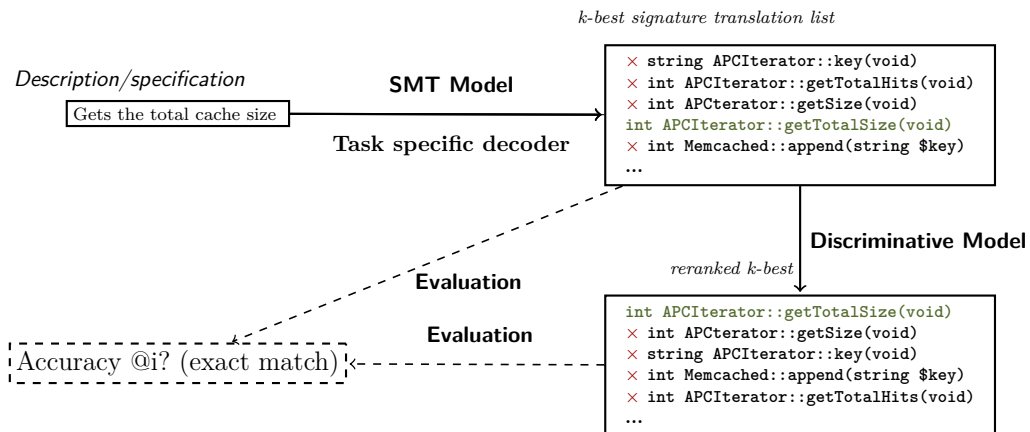 k-best signature translation list
Description/specification
Gets the total cache size
SMT Model
Task specific decoder
× string APCIterator::key(void)
× int APCIterator::getTotalHits(void)
× int APCterator::getSize(void)
int APCIterator::getTotalSize(void)
× int Memcached::append(string $key)
...
Discriminative Model
reranked k-best
Evaluation
Evaluation
Accuracy @i? (exact match)
int APCIterator::getTotalSize(void)
× int APCterator::getSize(void)
× string APCIterator::key(void)
× int Memcached::append(string $key)
× int APCIterator::getTotalHits(void)
...